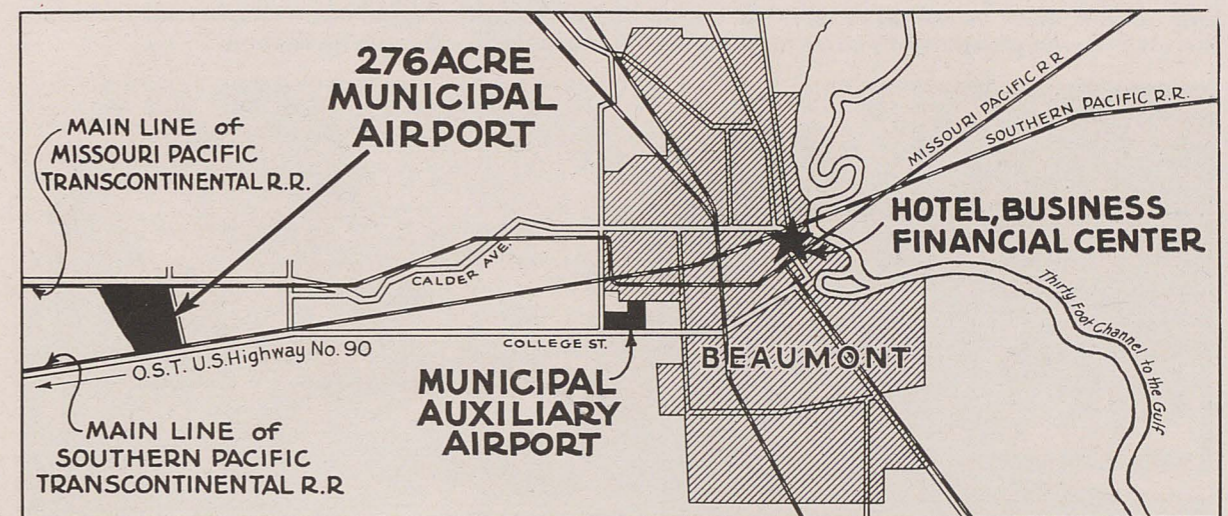 276 ACRE
MUNICIPAL
AIRPORT
MAIN LINE of
MISSOURI PACIFIC
TRANSCONTINENTAL R.R.
MISSOURI PACIFIC R R
SOUTHERN PACIFIC R.R.
HOTEL, BUSINESS
FINANCIAL CENTER
CALDER AVE.
Thirty Foot Channel to the Gulf
O.S.T. U.S. Highway No. 90
COLLEGE ST.
BEAUMONT
MUNICIPAL
AUXILIARY
AIRPORT
MAIN LINE of
SOUTHERN PACIFIC
TRANSCONTINENTAL R.R